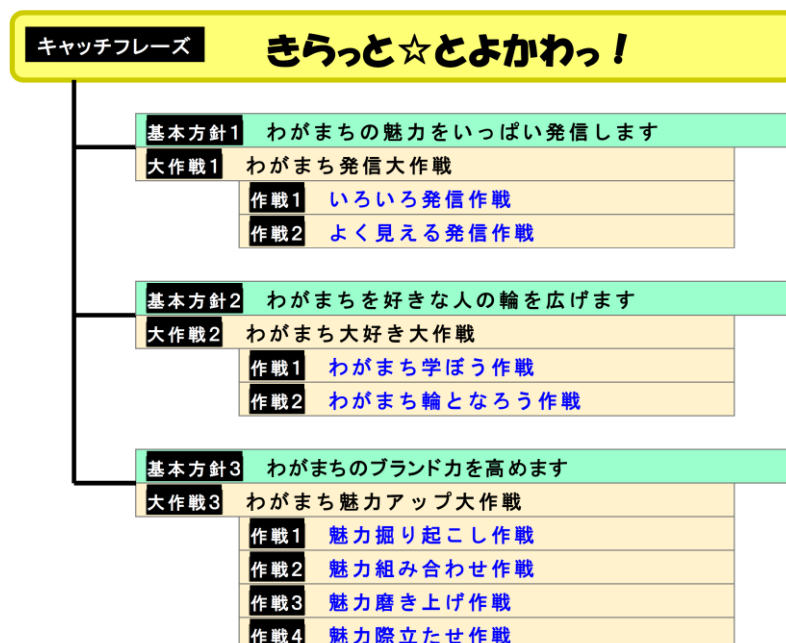 キャッチフレーズ きらっと☆とよかわっ！
基本方針1 わがまちの魅力をいっぱい発信します
大作戦1 わがまち発信大作戦
作戦1 いろいろ発信作戦
作戦2 よく見える発信作戦
基本方針2 わがまちを好きな人の輪を広げます
大作戦2 わがまち大好き大作戦
作戦1 わがまち学ぼう作戦
作戦2 わがまち輪となろう作戦
基本方針3 わがまちのブランド力を高めます
大作戦3 わがまち魅力アップ大作戦
作戦1 魅力掘り起こし作戦
作戦2 魅力組み合わせ作戦
作戦3 魅力磨き上げ作戦
作戦4 魅力際立たせ作戦